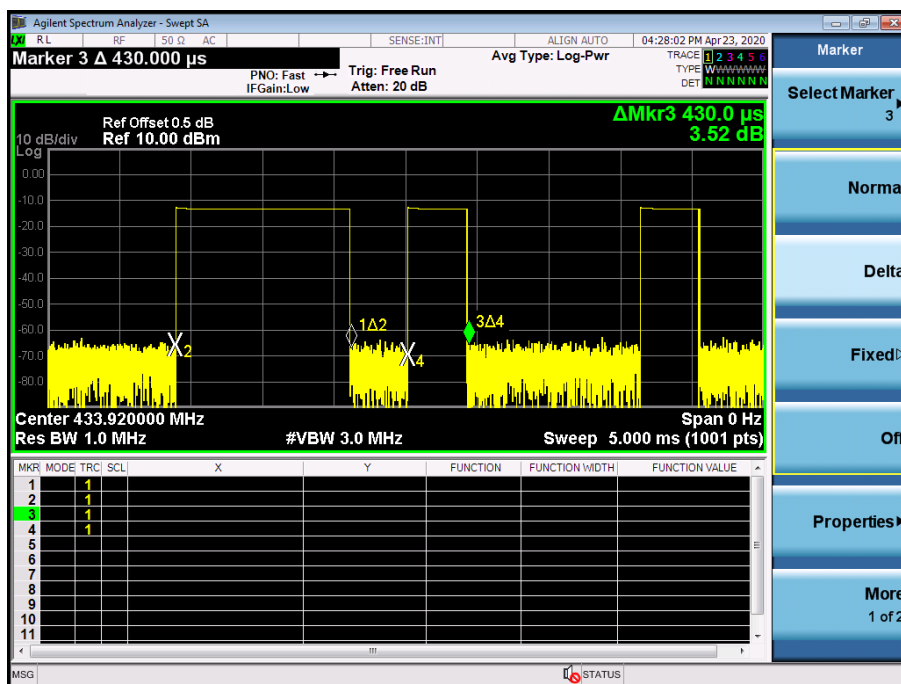 Agilent Spectrum Analyzer - Swept SA
LXI RL RF 50 Ω AC SENSE:INT ALIGN AUTO 04:28:02 PM Apr 23, 2020
Marker 3 Δ 430.000 µs
PNO: Fast
IFGain:Low
Trig: Free Run
Atten: 20 dB
Avg Type: Log-Pwr
TRACE 1 2 3 4 5 6
TYPE WWWWWW
DET NNNNNN
ΔMkr3 430.0 µs
3.52 dB
Ref Offset 0.5 dB
10 dB/div Ref 10.00 dBm
Log
0.00
-10.0
-20.0
-30.0
-40.0
-50.0
-60.0
-70.0
-80.0
2
1Δ2
4
3Δ4
Center 433.920000 MHz Span 0 Hz
Res BW 1.0 MHz #VBW 3.0 MHz Sweep 5.000 ms (1001 pts)
MKR MODE TRC SCL X Y FUNCTION FUNCTION WIDTH FUNCTION VALUE
1 1
2 1
3 1
4 1
5
6
7
8
9
10
11
MSG STATUS
Marker
Select Marker
3
Norma
Delta
Fixed
Off
Properties
More
1 of 2